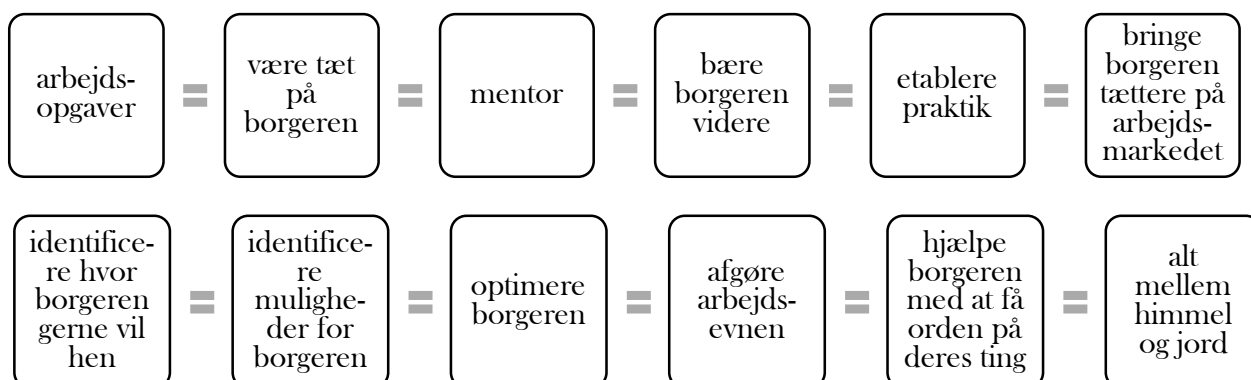 arbejds-
opgaver
=
være tæt
på
borgeren
=
mentor
=
bære
borgeren
videre
=
etablere
praktik
=
bringe
borgeren
tættere på
arbejds-
markedet
identifice-
re hvor
borgeren
gerne vil
hen
=
identifice-
re
mulighe-
der for
borgeren
=
optimere
borgeren
=
afgøre
arbejds-
evnen
=
hjælpe
borgeren
med at få
orden på
deres ting
=
alt
mellem
himmel
og jord